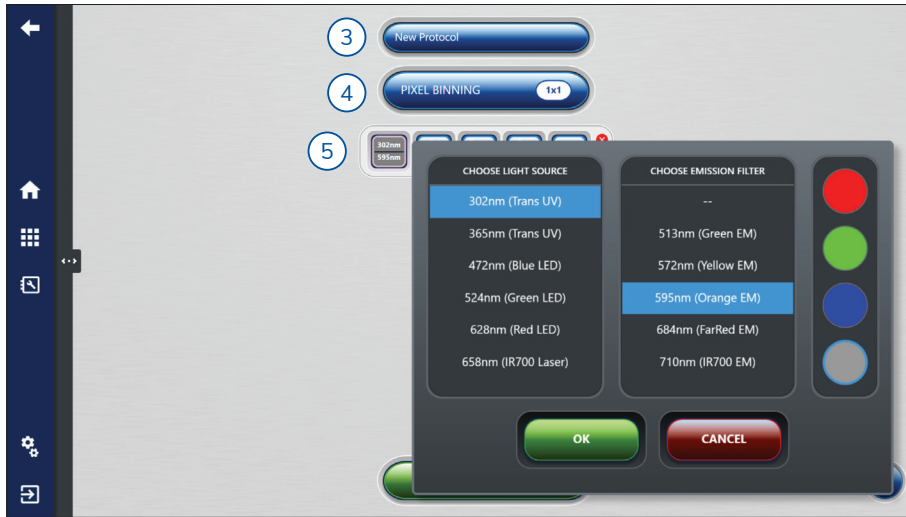 3
New Protocol
4
PIXEL BINNING 1x1
5
302nm
595nm
CHOOSE LIGHT SOURCE
302nm (Trans UV)
365nm (Trans UV)
472nm (Blue LED)
524nm (Green LED)
628nm (Red LED)
658nm (IR700 Laser)
CHOOSE EMISSION FILTER
--
513nm (Green EM)
572nm (Yellow EM)
595nm (Orange EM)
684nm (FarRed EM)
710nm (IR700 EM)
OK
CANCEL